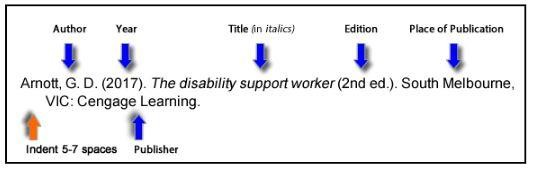 Author Year Title (in italics) Edition Place of Publication
Arnott, G. D. (2017). The disability support worker (2nd ed.). South Melbourne,
VIC: Cengage Learning.
Indent 5-7 spaces Publisher